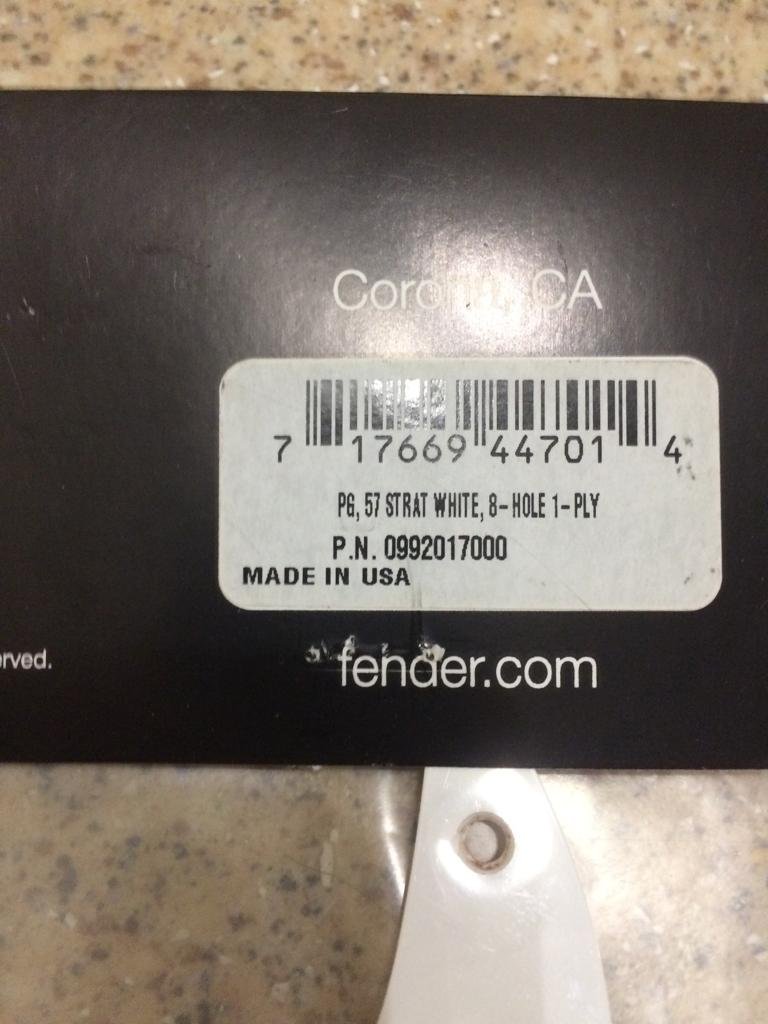 Corona, CA
7 17669 44701 4
PG, 57 STRAT WHITE, 8-HOLE 1-PLY
P.N. 0992017000
MADE IN USA
rved.
fender.com